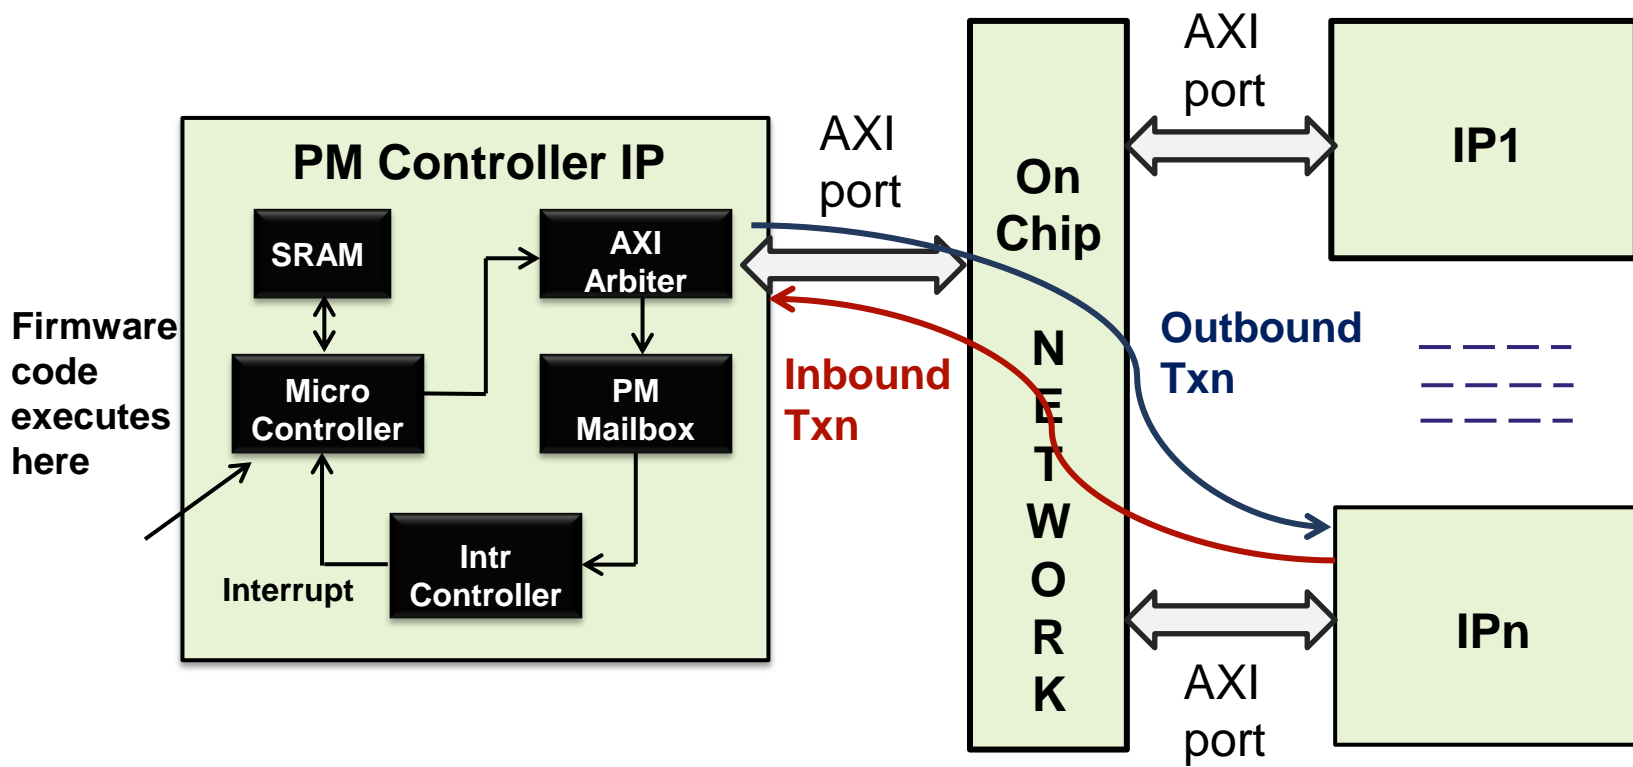 AXI
port
AXI
port
PM Controller IP
IP1
On
Chip
SRAM
AXI
Arbiter
Firmware
code
executes
here
Outbound
Txn
Inbound
Txn
N
E
T
W
O
R
K
Micro
Controller
PM
Mailbox
Intr
Controller
Interrupt
IPn
AXI
port